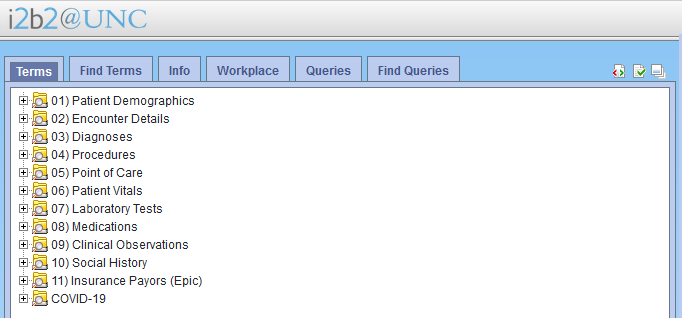 i2b2@UNC
Terms Find Terms Info Workplace Queries Find Queries
01) Patient Demographics
02) Encounter Details
03) Diagnoses
04) Procedures
05) Point of Care
06) Patient Vitals
07) Laboratory Tests
08) Medications
09) Clinical Observations
10) Social History
11) Insurance Payors (Epic)
COVID-19